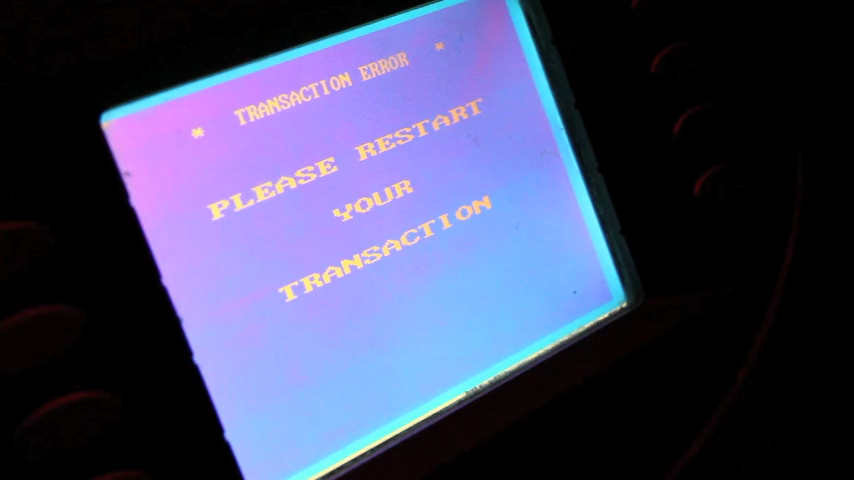 * TRANSACTION ERROR *
PLEASE RESTART
YOUR
TRANSACTION